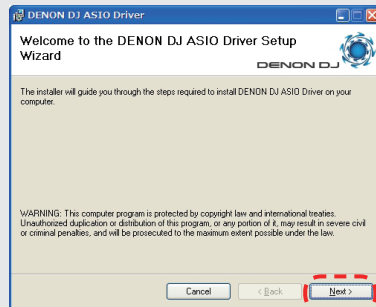 DENON DJ ASIO Driver
Welcome to the DENON DJ ASIO Driver Setup
Wizard
DENON DJ
The installer will guide you through the steps required to install DENON DJ ASIO Driver on your
computer.
WARNING: This computer program is protected by copyright law and international treaties.
Unauthorized duplication or distribution of this program, or any portion of it, may result in severe civil
or criminal penalties, and will be prosecuted to the maximum extent possible under the law.
Cancel
< Back
Next >